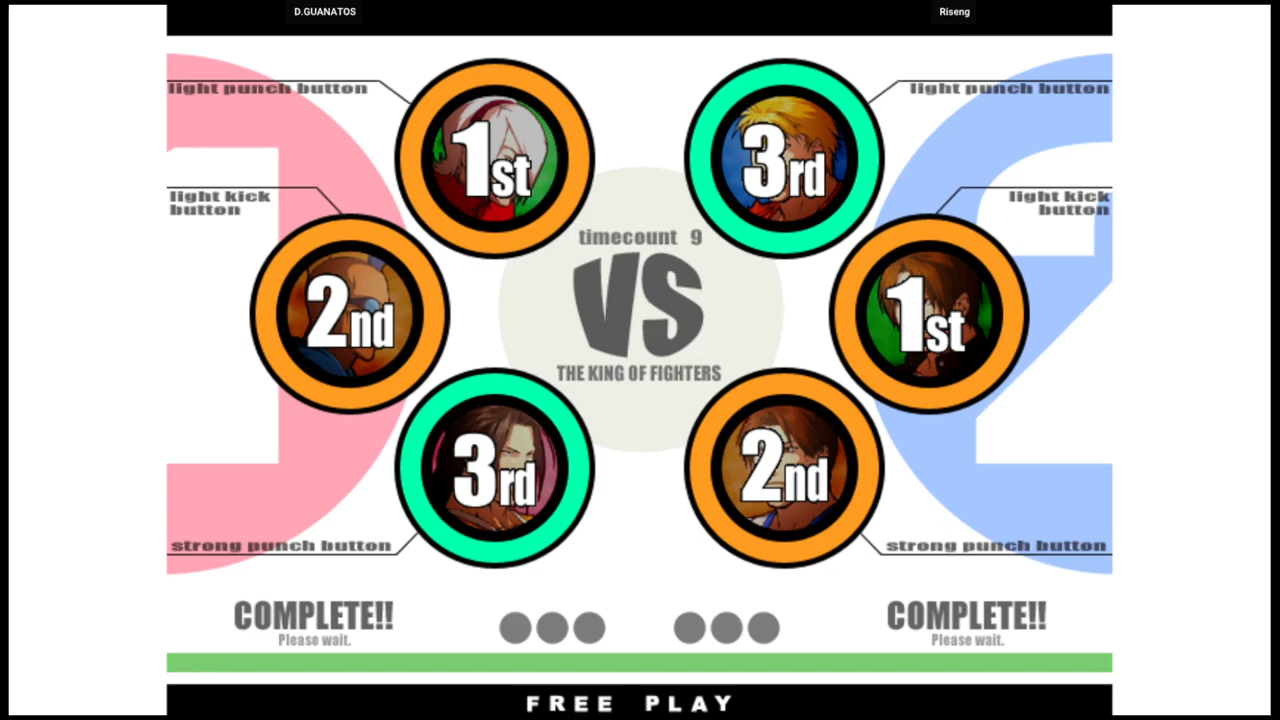 D.GUANATOS
Riseng
light punch button
light punch button
1st
3rd
light kick
button
light kick
button
timecount 9
VS
THE KING OF FIGHTERS
2nd
1st
3rd
2nd
strong punch button
strong punch button
COMPLETE!!
Please wait.
COMPLETE!!
Please wait.
FREE PLAY